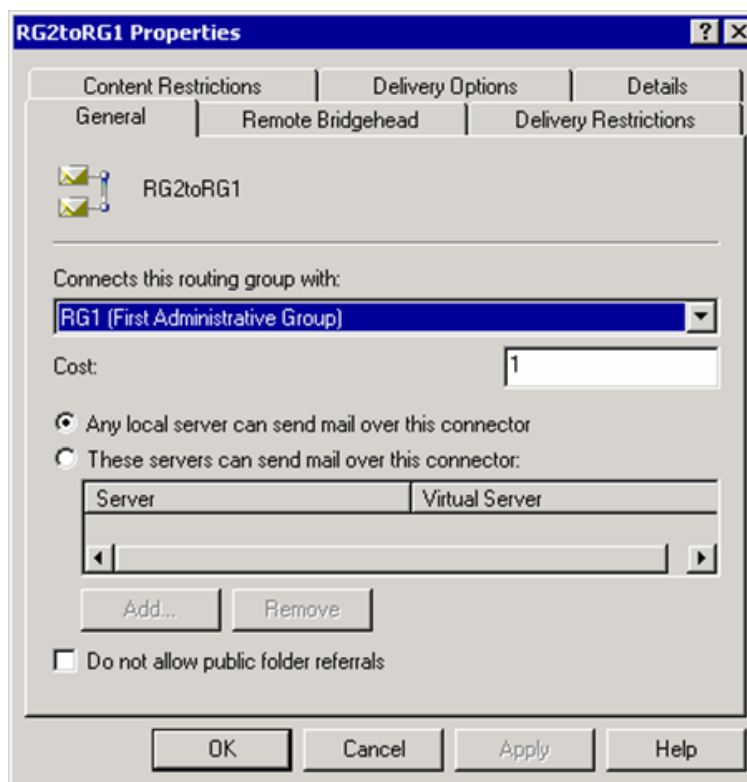 RG2toRG1 Properties
Content Restrictions Delivery Options Details
General Remote Bridgehead Delivery Restrictions
RG2toRG1
Connects this routing group with:
RG1 (First Administrative Group)
Cost: 1
Any local server can send mail over this connector
These servers can send mail over this connector:
Server Virtual Server
Add... Remove
Do not allow public folder referrals
OK Cancel Apply Help